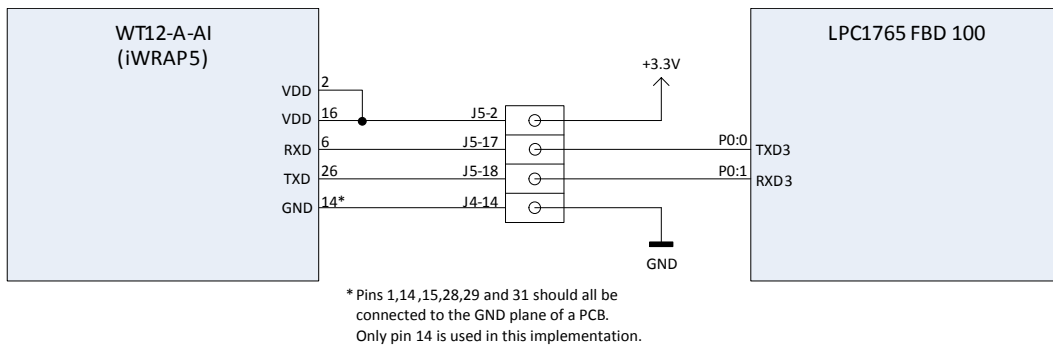 WT12-A-AI
(iWRAP5)
LPC1765 FBD 100
+3.3V
VDD 2
VDD 16 J5-2
RXD 6 J5-17 P0:0 TXD3
TXD 26 J5-18 P0:1 RXD3
GND 14* J4-14
GND
* Pins 1,14,15,28,29 and 31 should all be
connected to the GND plane of a PCB.
Only pin 14 is used in this implementation.